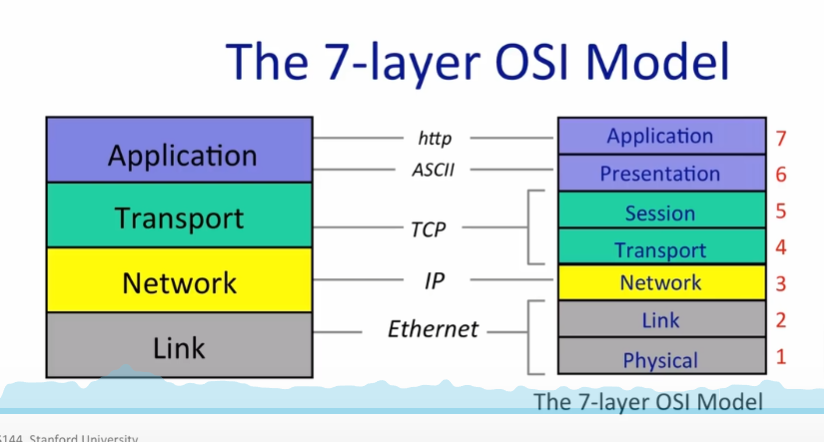 The 7-layer OSI Model
Application
Transport
Network
Link
http
ASCII
TCP
IP
Ethernet
Application 7
Presentation 6
Session 5
Transport 4
Network 3
Link 2
Physical 1
The 7-layer OSI Model
144, Stanford University